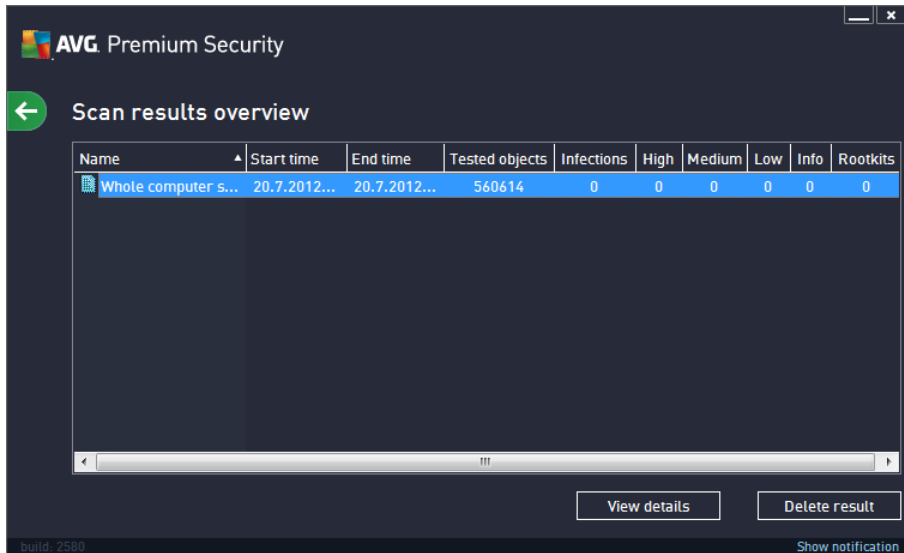 AVG. Premium Security
Scan results overview
Name Start time End time Tested objects Infections High Medium Low Info Rootkits
Whole computer s... 20.7.2012... 20.7.2012... 560614 0 0 0 0 0 0
View details Delete result
build: 2580 Show notification